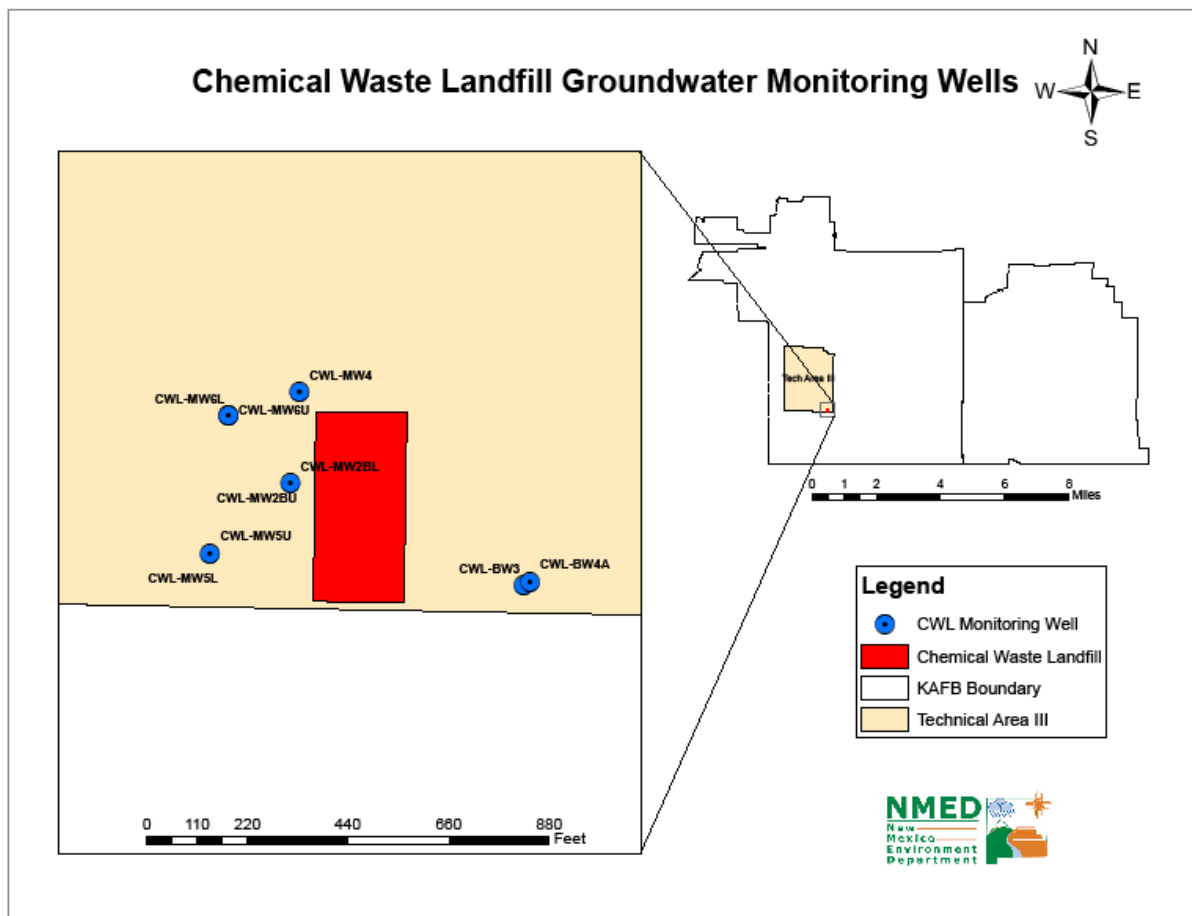 Chemical Waste Landfill Groundwater Monitoring Wells
N
W
E
S
CWL-MW4
CWL-MW6L
CWL-MW6U
CWL-MW2BL
CWL-MW2BU
CWL-MW5U
CWL-MW5L
CWL-BW3
CWL-BW4A
0 110 220 440 660 880
Feet
Tech Area III
0 1 2 4 6 8
Miles
Legend
CWL Monitoring Well
Chemical Waste Landfill
KAFB Boundary
Technical Area III
NMED
New
Mexico
Environment
Department